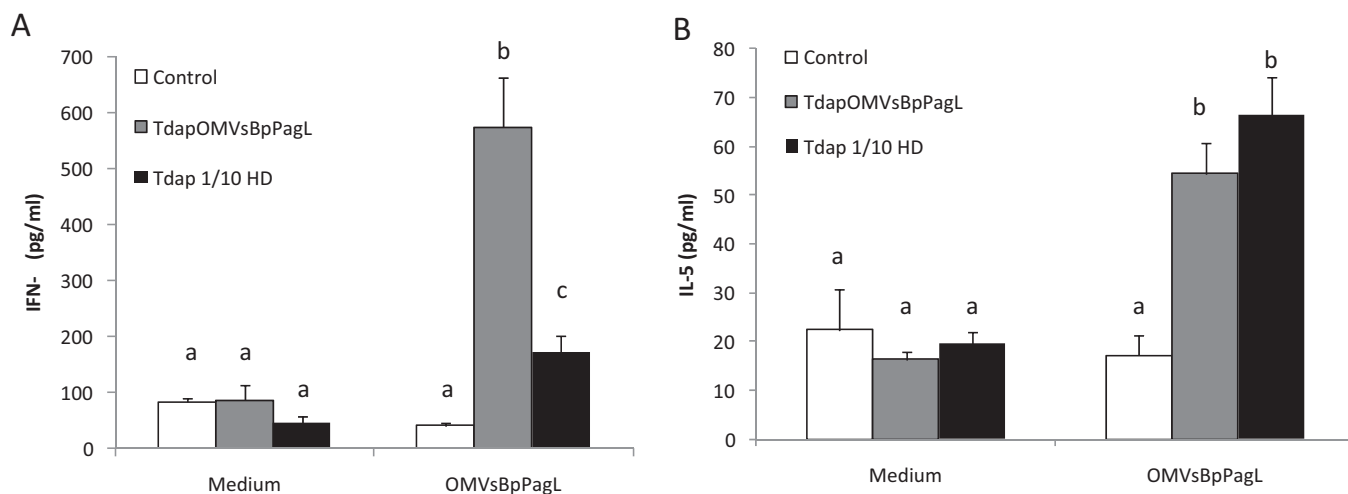 A
700
600
500
400
300
200
100
0
IFN- (pg/ml)
Control
TdapOMVsBpPagL
Tdap 1/10 HD
a a a
a b c
Medium OMVsBpPagL
B
80
70
60
50
40
30
20
10
0
IL-5 (pg/ml)
Control
TdapOMVsBpPagL
Tdap 1/10 HD
a a a
a b b
Medium OMVsBpPagL